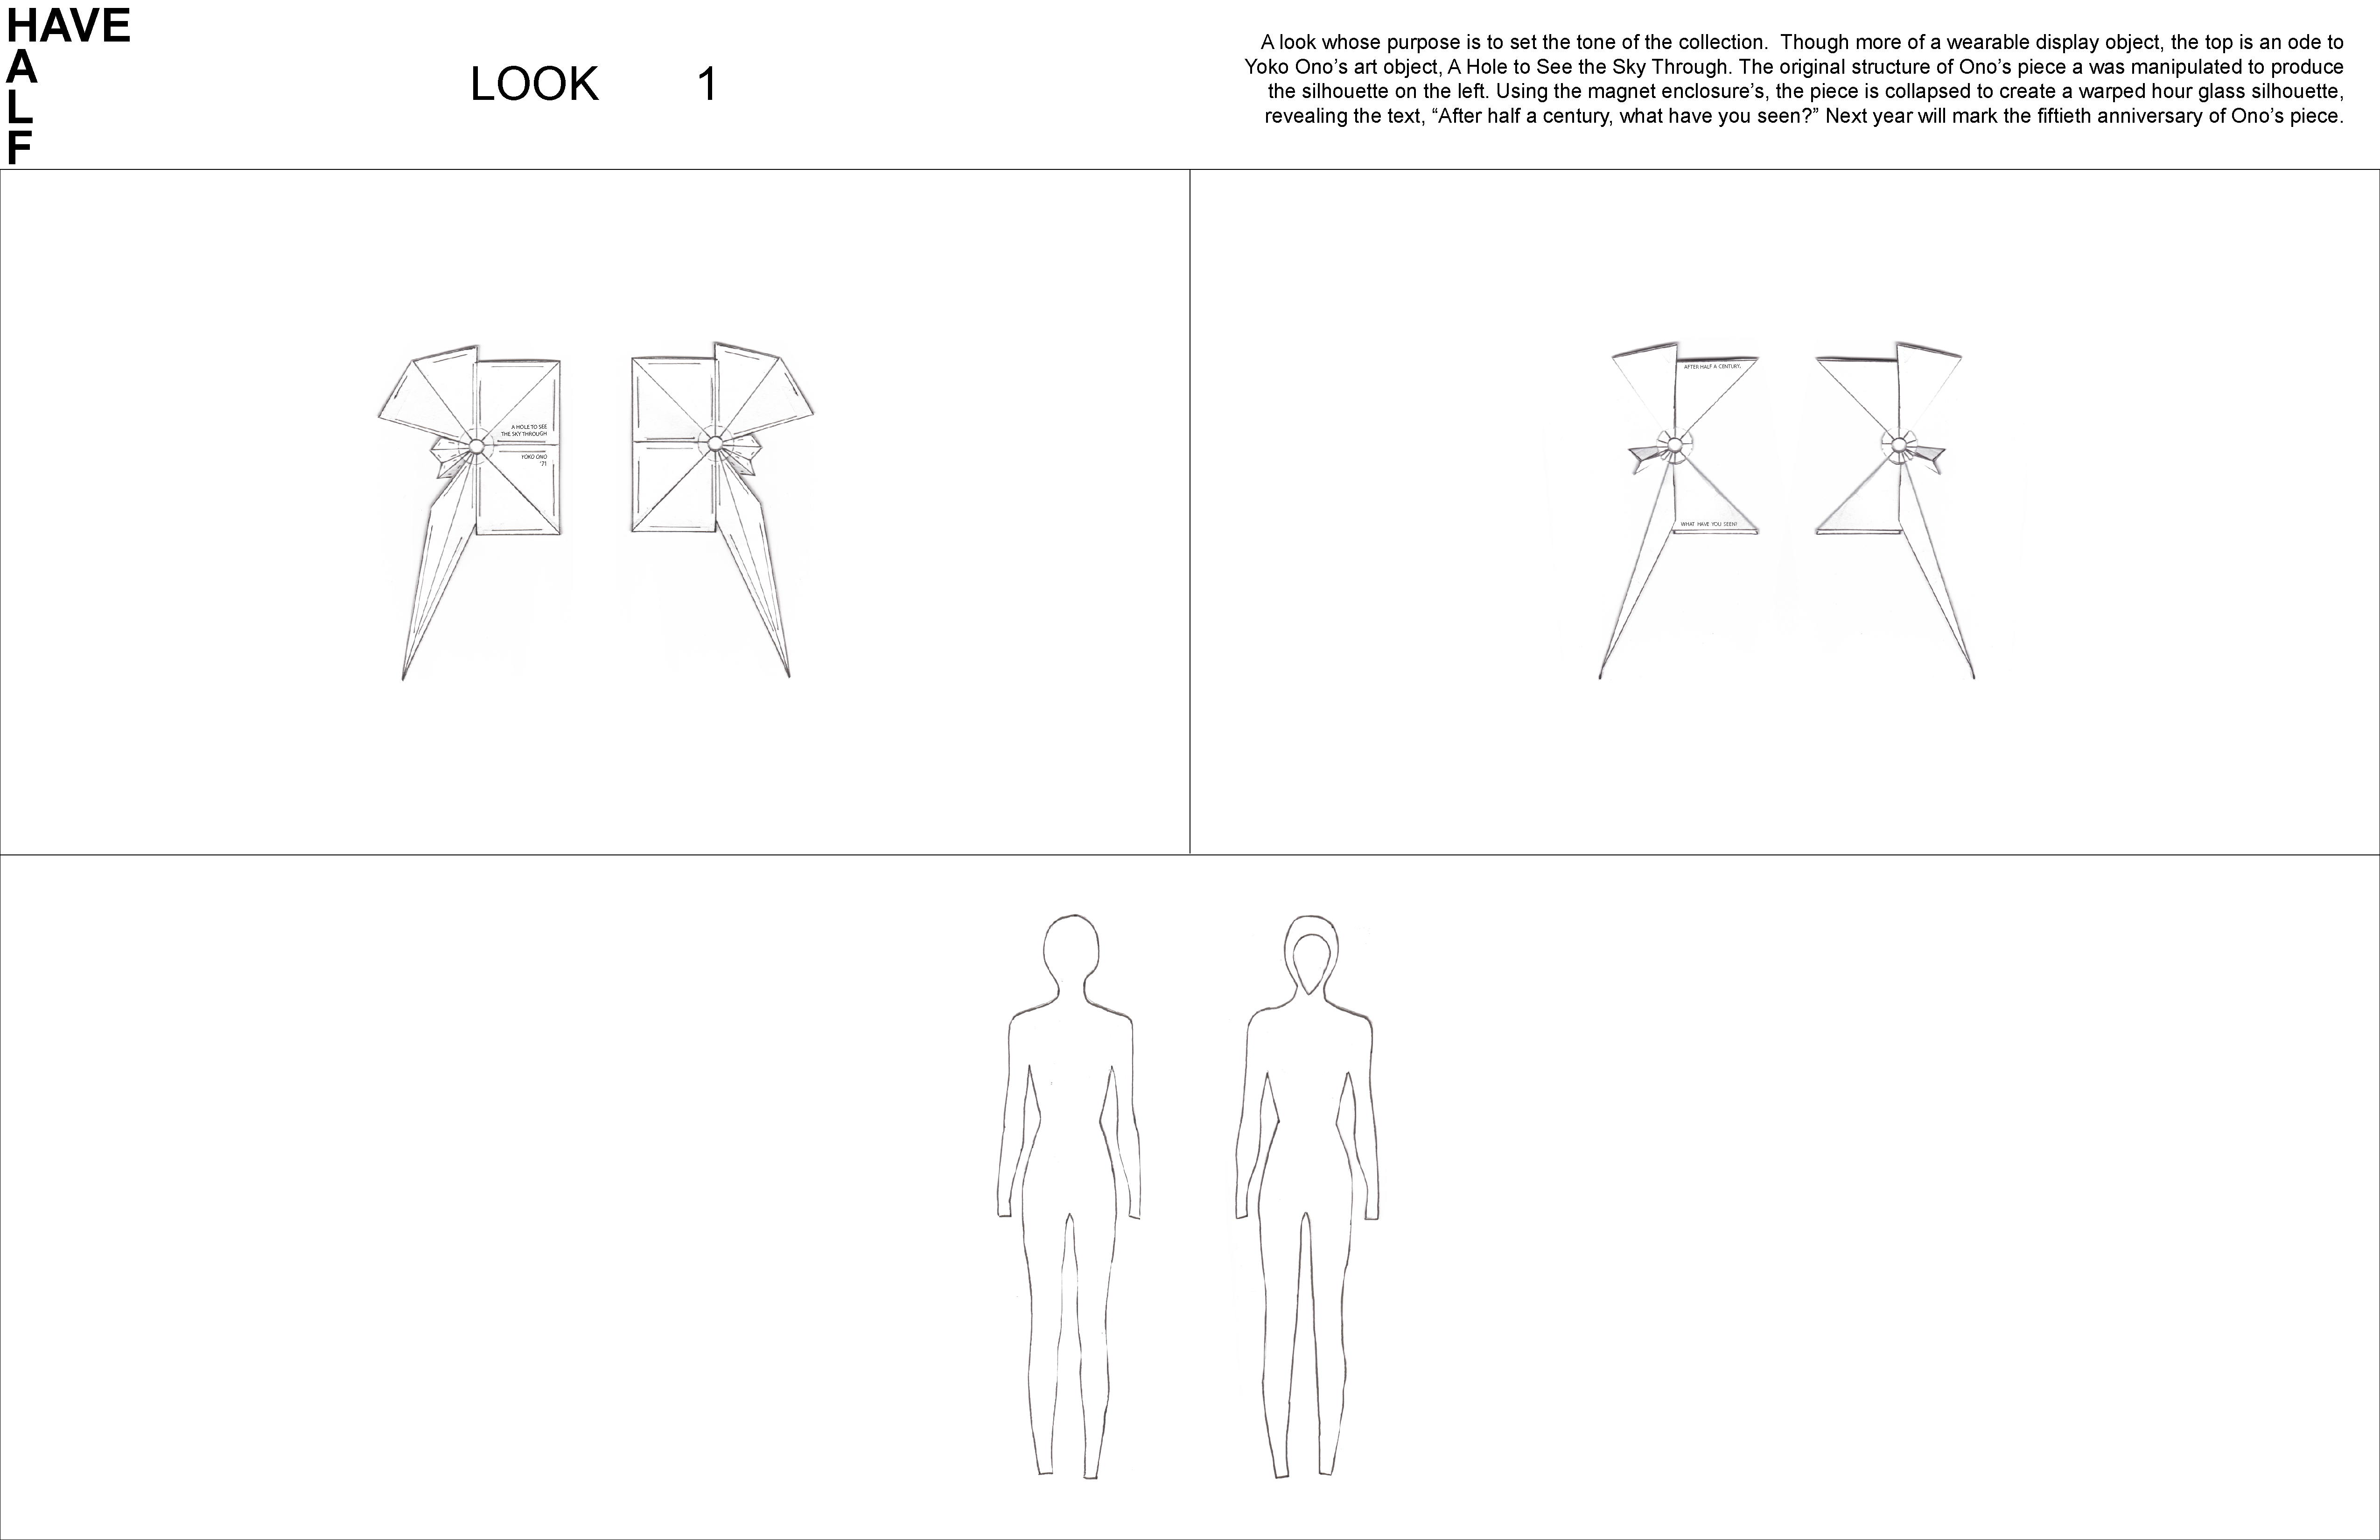 HAVE
A
L
F
LOOK 1
A look whose purpose is to set the tone of the collection.  Though more of a wearable display object, the top is an ode to
Yoko Ono’s art object, A Hole to See the Sky Through. The original structure of Ono’s piece a was manipulated to produce
the silhouette on the left. Using the magnet enclosure’s, the piece is collapsed to create a warped hour glass silhouette,
revealing the text, “After half a century, what have you seen?” Next year will mark the fiftieth anniversary of Ono’s piece.
A HOLE TO SEE
THE SKY THROUGH
YOKO ONO
'71
AFTER HALF A CENTURY,
WHAT HAVE YOU SEEN?